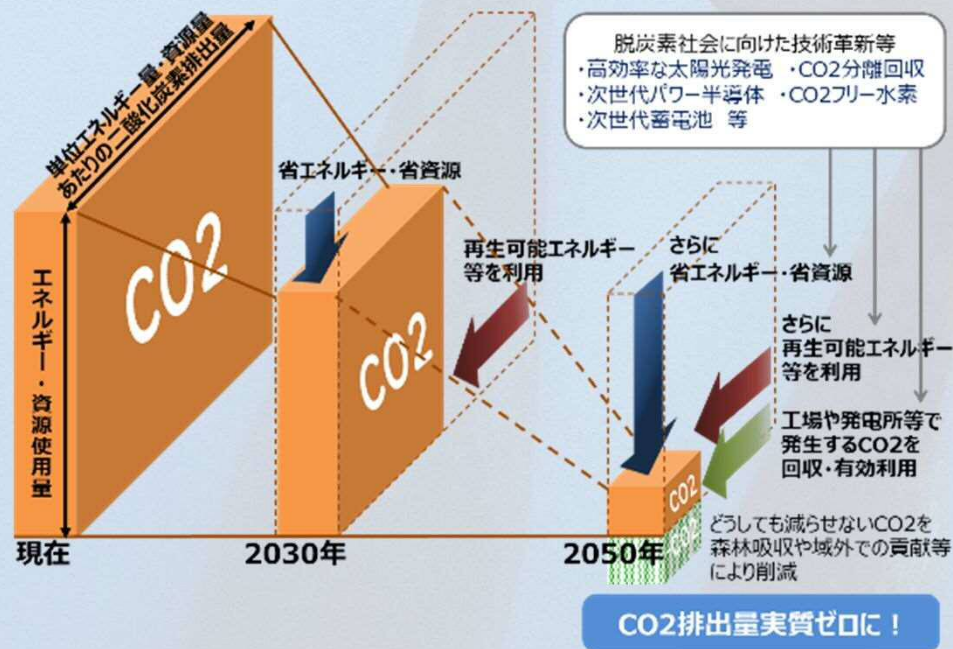 脱炭素社会に向けた技術革新等
・高効率な太陽光発電 ・CO2分離回収
・次世代パワー半導体 ・CO2フリー水素
・次世代蓄電池 等
単位エネルギー量・資源量
あたりの二酸化炭素排出量
エネルギー・資源使用量
CO2
省エネルギー・省資源
再生可能エネルギー
等を利用
CO2
さらに
省エネルギー・省資源
さらに
再生可能エネルギー
等を利用
工場や発電所等で
発生するCO2を
回収・有効利用
CO2
CO2
どうしても減らせないCO2を
森林吸収や域外での貢献等
により削減
現在
2030年
2050年
CO2排出量実質ゼロに！